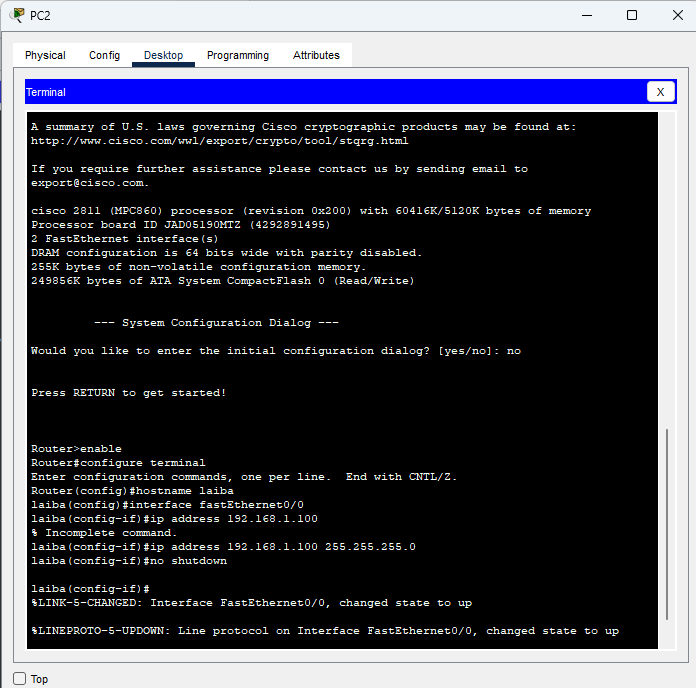 PC2
Physical Config Desktop Programming Attributes
Terminal X
A summary of U.S. laws governing Cisco cryptographic products may be found at:
http://www.cisco.com/wwl/export/crypto/tool/stqrg.html
If you require further assistance please contact us by sending email to
export@cisco.com.
cisco 2811 (MPC860) processor (revision 0x200) with 60416K/5120K bytes of memory
Processor board ID JAD05190MTZ (4292891495)
2 FastEthernet interface(s)
DRAM configuration is 64 bits wide with parity disabled.
255K bytes of non-volatile configuration memory.
249856K bytes of ATA System CompactFlash 0 (Read/Write)
--- System Configuration Dialog ---
Would you like to enter the initial configuration dialog? [yes/no]: no
Press RETURN to get started!
Router>enable
Router#configure terminal
Enter configuration commands, one per line.  End with CNTL/Z.
Router(config)#hostname laiba
laiba(config)#interface fastEthernet0/0
laiba(config-if)#ip address 192.168.1.100
% Incomplete command.
laiba(config-if)#ip address 192.168.1.100 255.255.255.0
laiba(config-if)#no shutdown
laiba(config-if)#
%LINK-5-CHANGED: Interface FastEthernet0/0, changed state to up
%LINEPROTO-5-UPDOWN: Line protocol on Interface FastEthernet0/0, changed state to up
Top